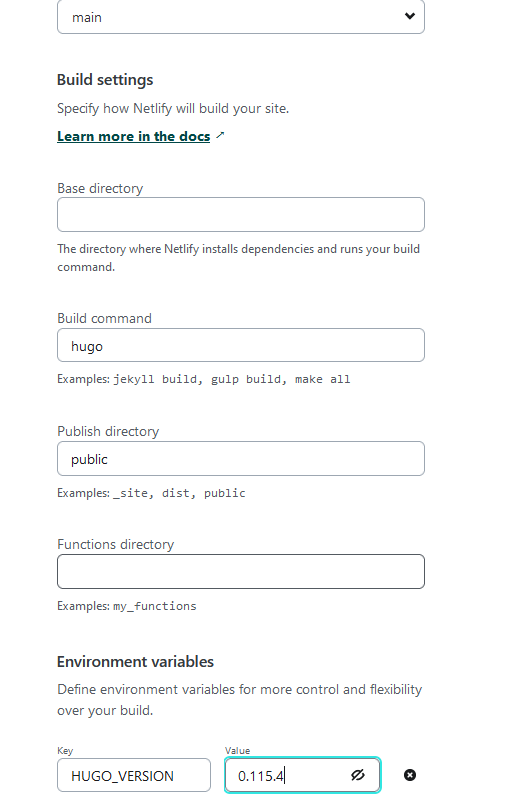 main
Build settings
Specify how Netlify will build your site.
Learn more in the docs
Base directory
The directory where Netlify installs dependencies and runs your build
command.
Build command
hugo
Examples: jekyll build, gulp build, make all
Publish directory
public
Examples: _site, dist, public
Functions directory
Examples: my_functions
Environment variables
Define environment variables for more control and flexibility
over your build.
Key Value
HUGO_VERSION 0.115.4